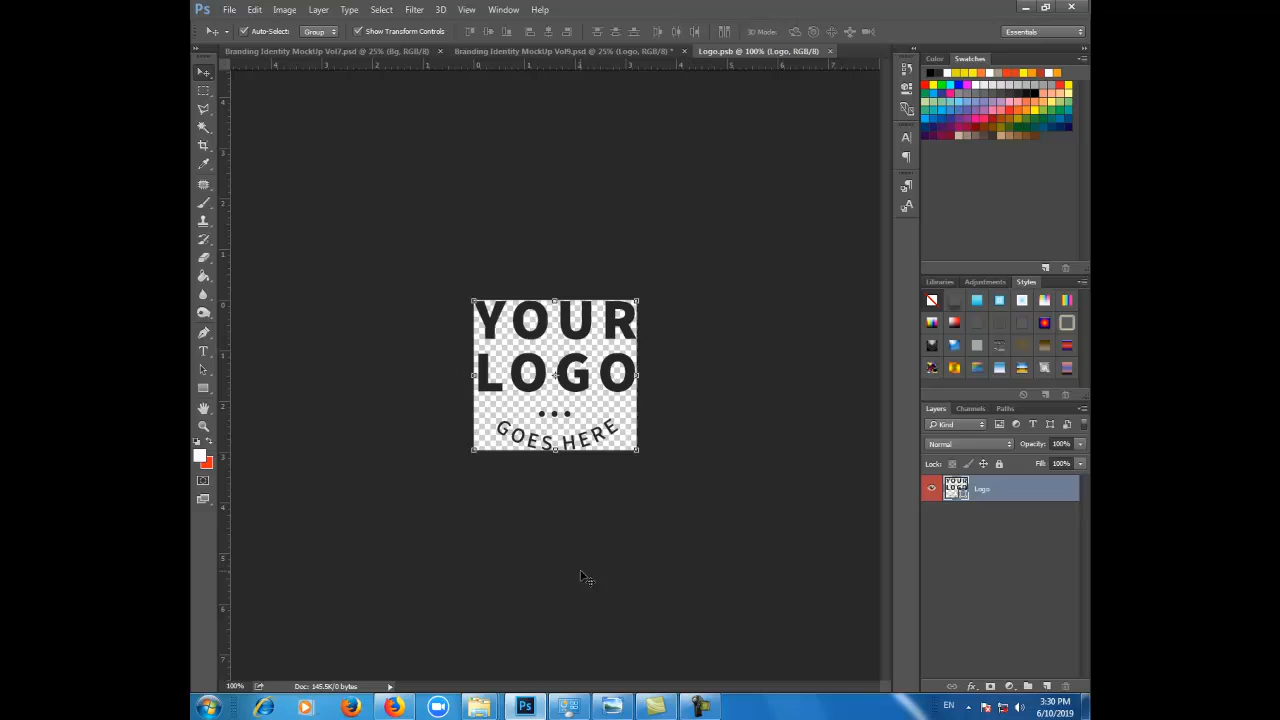 Ps File Edit Image Layer Type Select Filter 3D View Window Help
Auto-Select: Group Show Transform Controls 3D Mode: Essentials
Branding Identity MockUp Vol7.psd @ 25% (Bg, RGB/8) × Branding Identity MockUp Vol9.psd @ 25% (Logo, RGB/8) * × Logo.psb @ 100% (Logo, RGB/8) ×
Color Swatches
Libraries Adjustments Styles
YOUR
LOGO
GOES HERE
Layers Channels Paths
Kind
Normal Opacity: 100%
Lock: Fill: 100%
Logo
100% Doc: 145.5K/0 bytes
EN 3:30 PM
6/10/2019